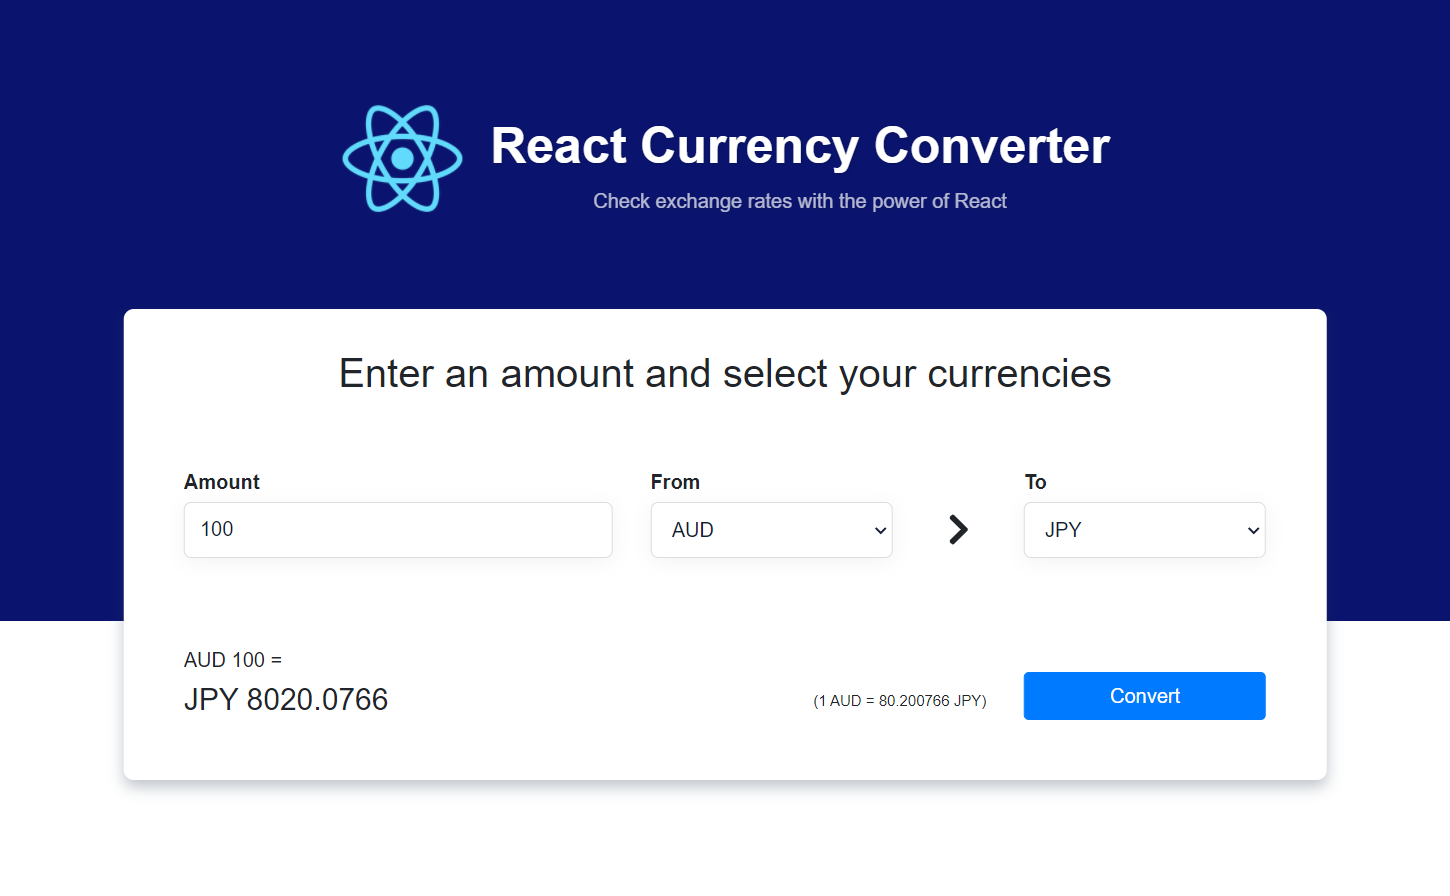 React Currency Converter
Check exchange rates with the power of React
Enter an amount and select your currencies
Amount
From
To
100
AUD
JPY
AUD 100 =
JPY 8020.0766
(1 AUD = 80.200766 JPY)
Convert